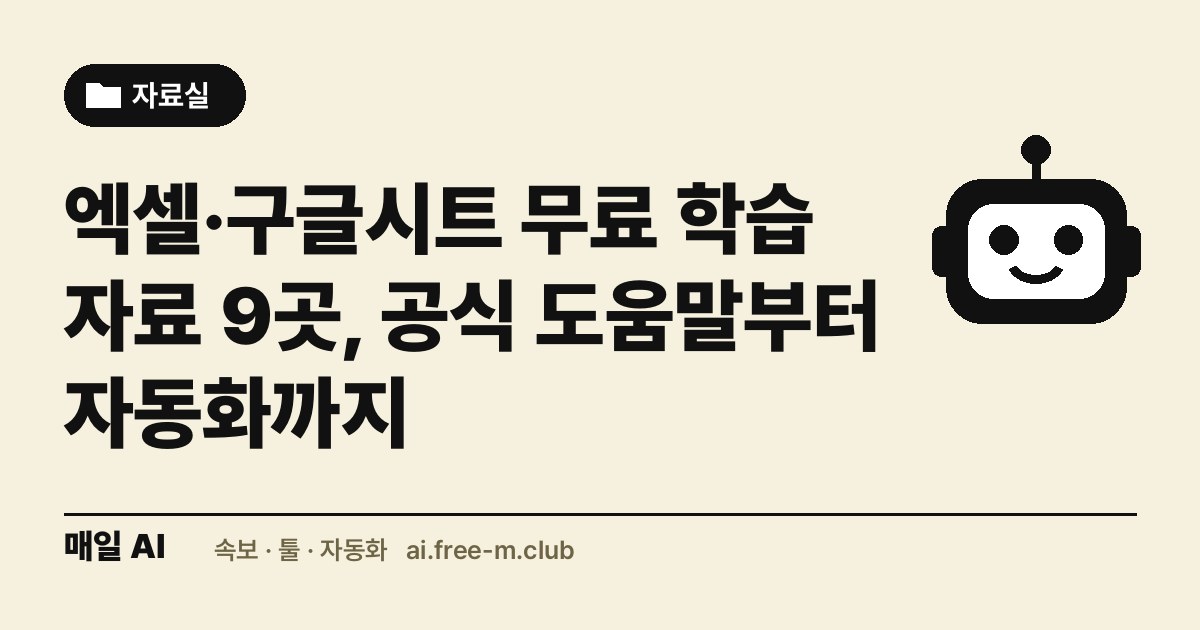 자료실
엑셀·구글시트 무료 학습
자료 9곳, 공식 도움말부터
자동화까지
매일 AI 속보 · 툴 · 자동화 ai.free-m.club